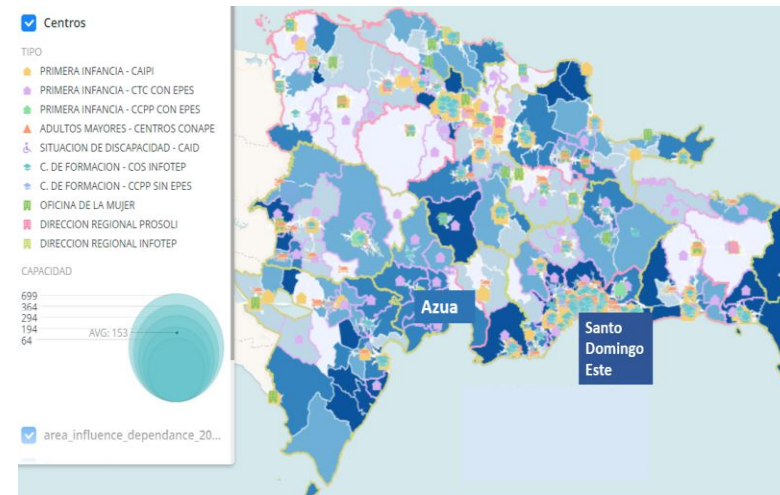 Centros
TIPO
PRIMERA INFANCIA - CAIPI
PRIMERA INFANCIA - CTC CON EPES
PRIMERA INFANCIA - CCPP CON EPES
ADULTOS MAYORES - CENTROS CONAPE
SITUACION DE DISCAPACIDAD - CAID
C. DE FORMACION - COS INFOTEP
C. DE FORMACION - CCPP SIN EPES
OFICINA DE LA MUJER
DIRECCION REGIONAL PROSOLI
DIRECCION REGIONAL INFOTEP
CAPACIDAD
699
364
294
194
64
AVG: 153
area_influence_dependance_20...
Azua
Santo
Domingo
Este